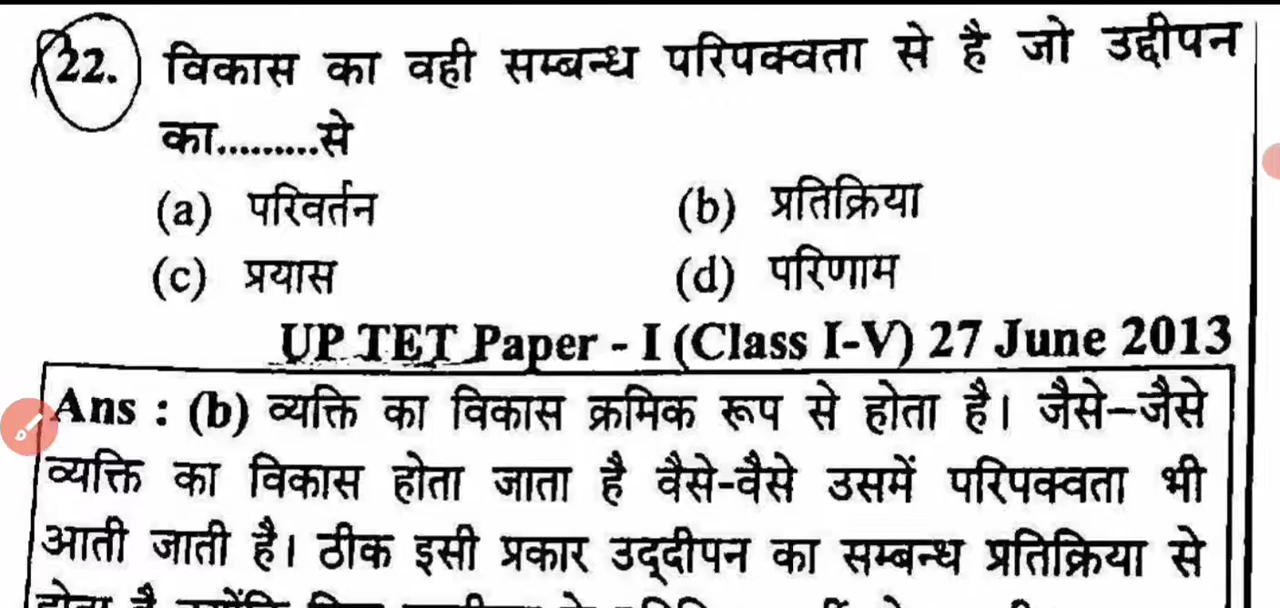 22. विकास का वही सम्बन्ध परिपक्वता से है जो उद्दीपन
का.........से
(a) परिवर्तन (b) प्रतिक्रिया
(c) प्रयास (d) परिणाम
UP TET Paper - I (Class I-V) 27 June 2013
Ans : (b) व्यक्ति का विकास क्रमिक रूप से होता है। जैसे–जैसे
व्यक्ति का विकास होता जाता है वैसे-वैसे उसमें परिपक्वता भी
आती जाती है। ठीक इसी प्रकार उद्‌दीपन का सम्बन्ध प्रतिक्रिया से
होता है